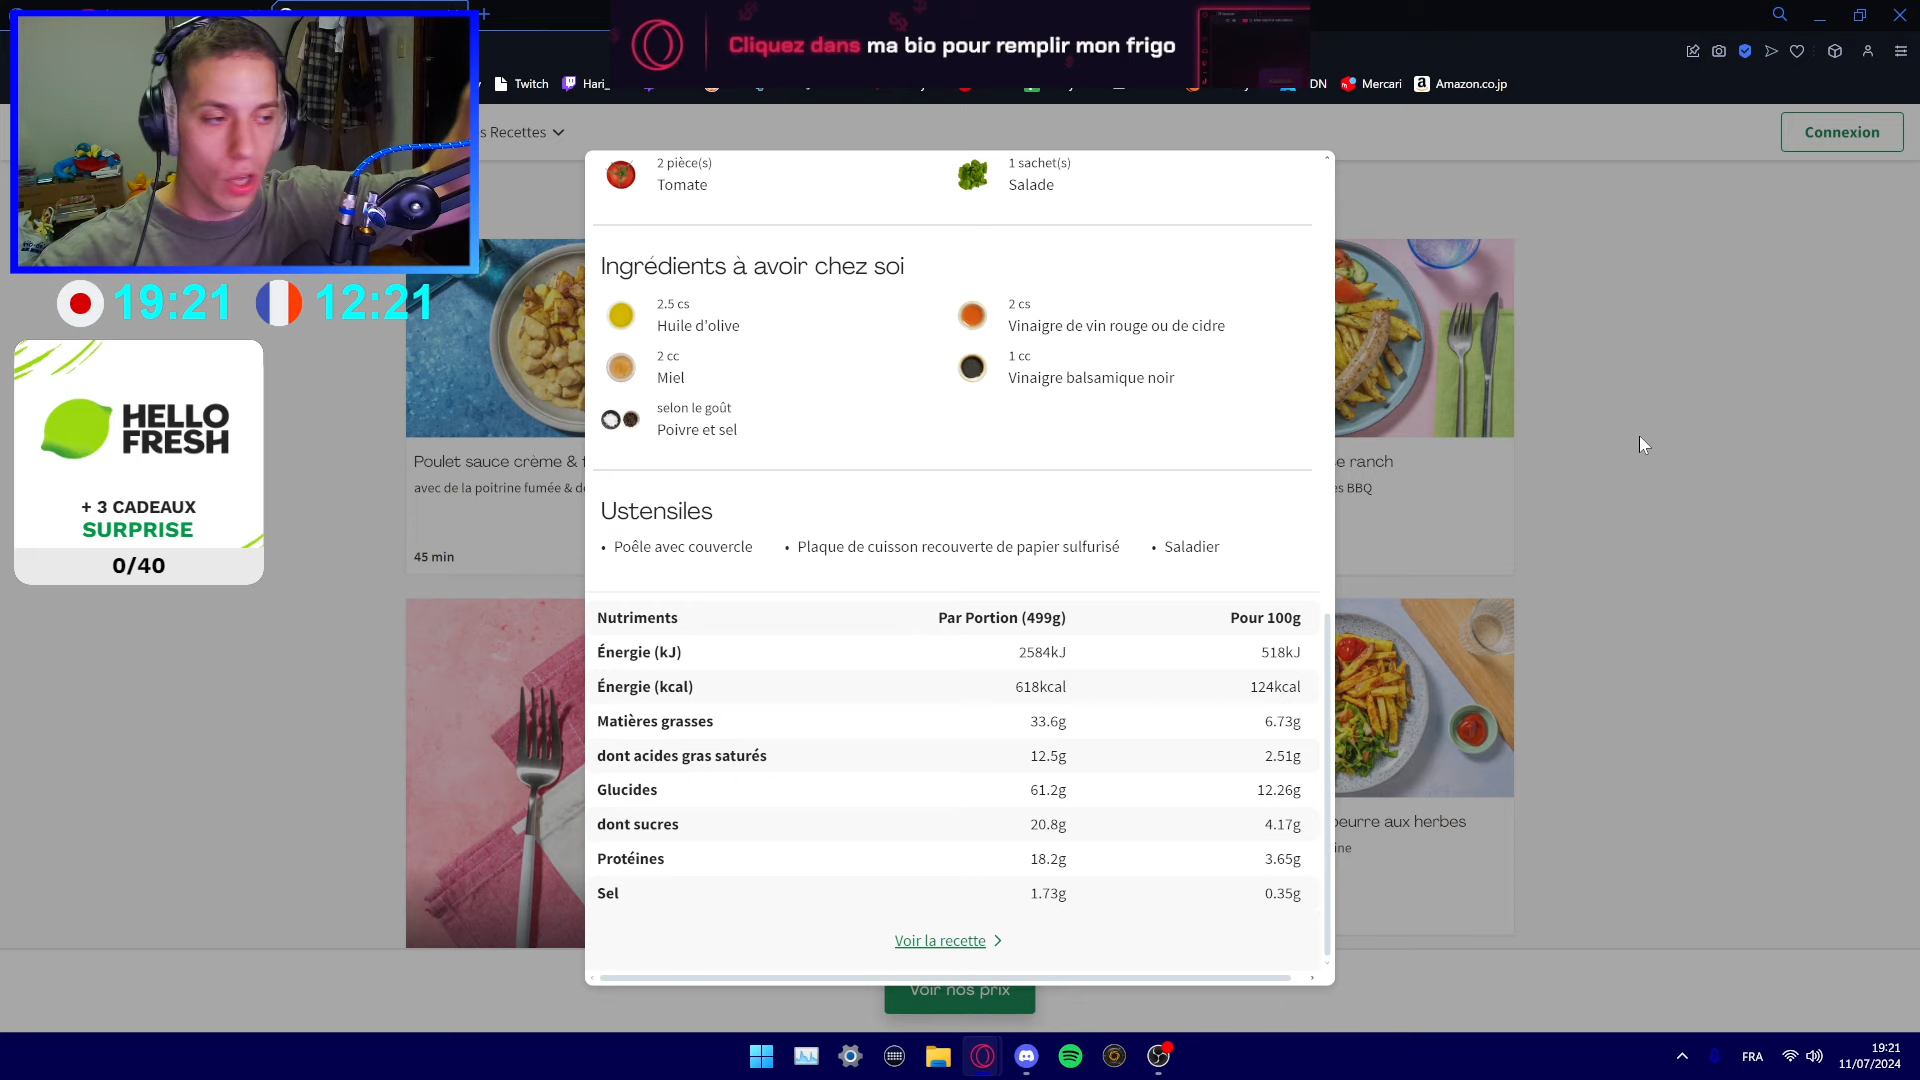 Cliquez dans ma bio pour remplir mon frigo
Twitch
Hari_
DN
Mercari
Amazon.co.jp
s Recettes
Connexion
19:21
12:21
HELLO
FRESH
+ 3 CADEAUX
SURPRISE
0/40
2 pièce(s)
Tomate
1 sachet(s)
Salade
Ingrédients à avoir chez soi
2.5 cs
Huile d'olive
2 cs
Vinaigre de vin rouge ou de cidre
2 cc
Miel
1 cc
Vinaigre balsamique noir
selon le goût
Poivre et sel
Ustensiles
• Poêle avec couvercle
• Plaque de cuisson recouverte de papier sulfurisé
• Saladier
Nutriments Par Portion (499g) Pour 100g
Énergie (kJ) 2584kJ 518kJ
Énergie (kcal) 618kcal 124kcal
Matières grasses 33.6g 6.73g
dont acides gras saturés 12.5g 2.51g
Glucides 61.2g 12.26g
dont sucres 20.8g 4.17g
Protéines 18.2g 3.65g
Sel 1.73g 0.35g
Voir la recette
Voir nos prix
Poulet sauce crème & f
avec de la poitrine fumée & de
45 min
e ranch
es BBQ
beurre aux herbes
ine
FRA
19:21
11/07/2024